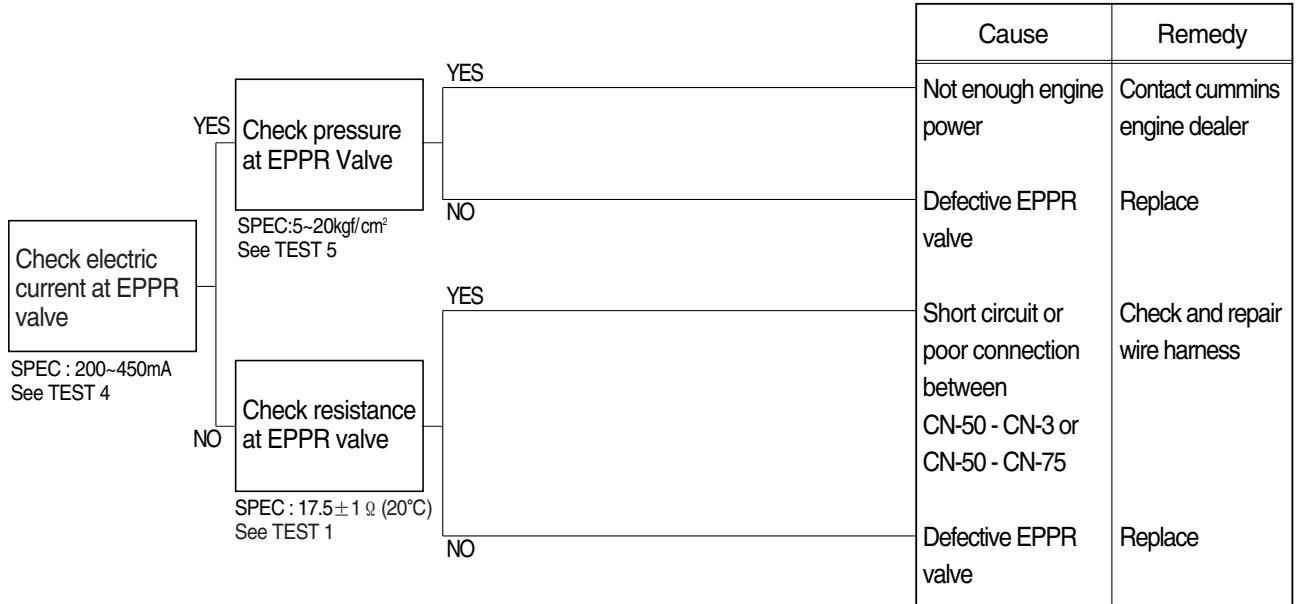 Check electric
current at EPPR
valve
SPEC : 200~450mA
See TEST 4
YES
Check pressure
at EPPR Valve
SPEC:5~20kgf/cm²
See TEST 5
NO
Check resistance
at EPPR valve
SPEC : 17.5±1 Ω (20°C)
See TEST 1
YES
NO
YES
NO
Cause
Remedy
Not enough engine
power
Contact cummins
engine dealer
Defective EPPR
valve
Replace
Short circuit or
poor connection
between
CN-50 - CN-3 or
CN-50 - CN-75
Check and repair
wire harness
Defective EPPR
valve
Replace